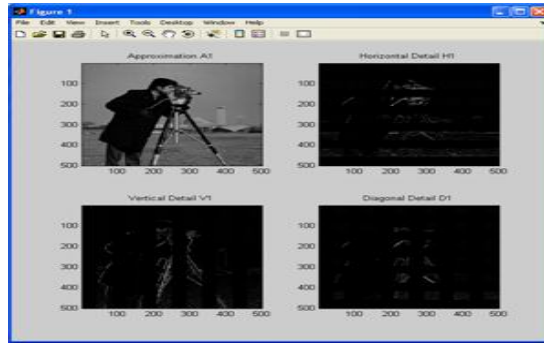 Figure 1
File Edit View Insert Tools Desktop Window Help
Approximation A1
Horizontal Detail H1
100
200
300
400
500
100 200 300 400 500
100
200
300
400
500
100 200 300 400 500
Vertical Detail V1
Diagonal Detail D1
100
200
300
400
500
100 200 300 400 500
100
200
300
400
500
100 200 300 400 500